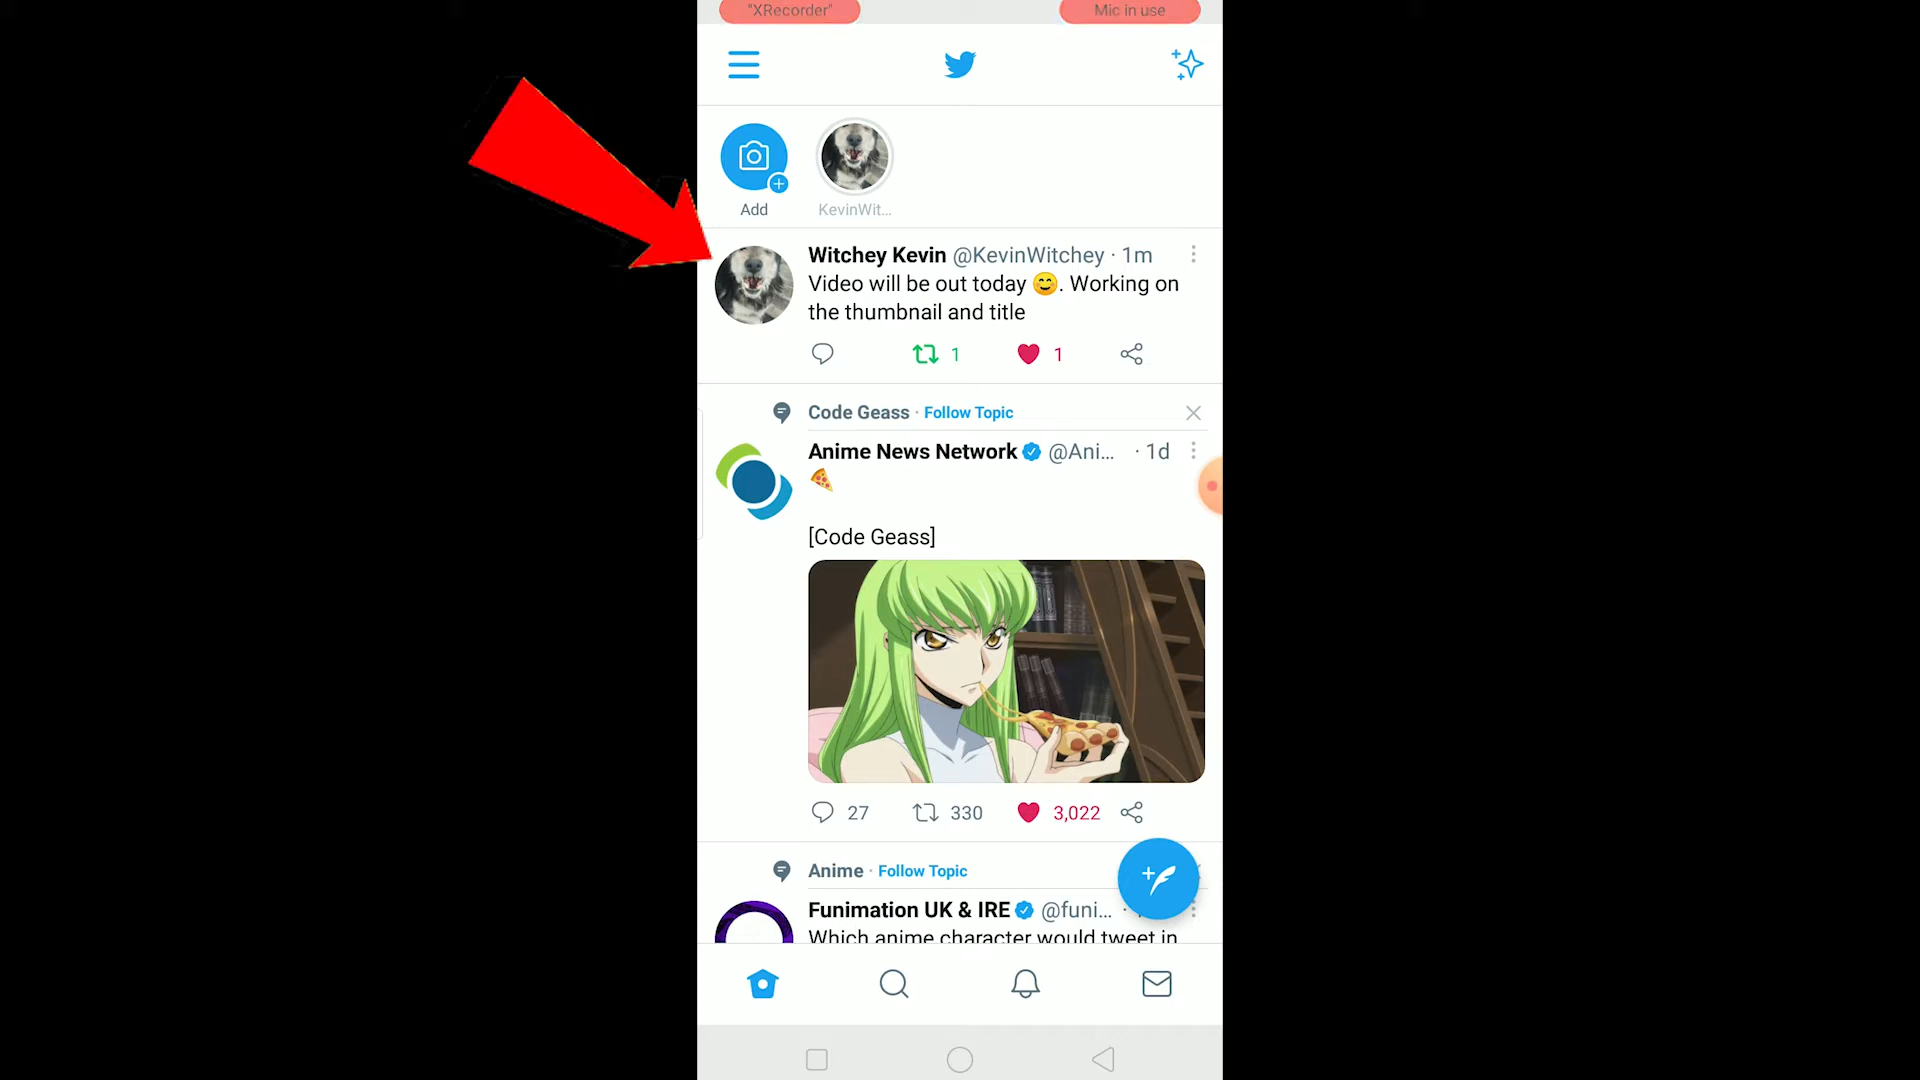 "XRecorder"
Mic in use
Add
KevinWit...
Witchey Kevin @KevinWitchey · 1m
Video will be out today 😊. Working on
the thumbnail and title
1
1
Code Geass · Follow Topic
Anime News Network @Ani... · 1d
🍕
[Code Geass]
27
330
3,022
Anime · Follow Topic
Funimation UK & IRE @funi... ·
Which anime character would tweet in